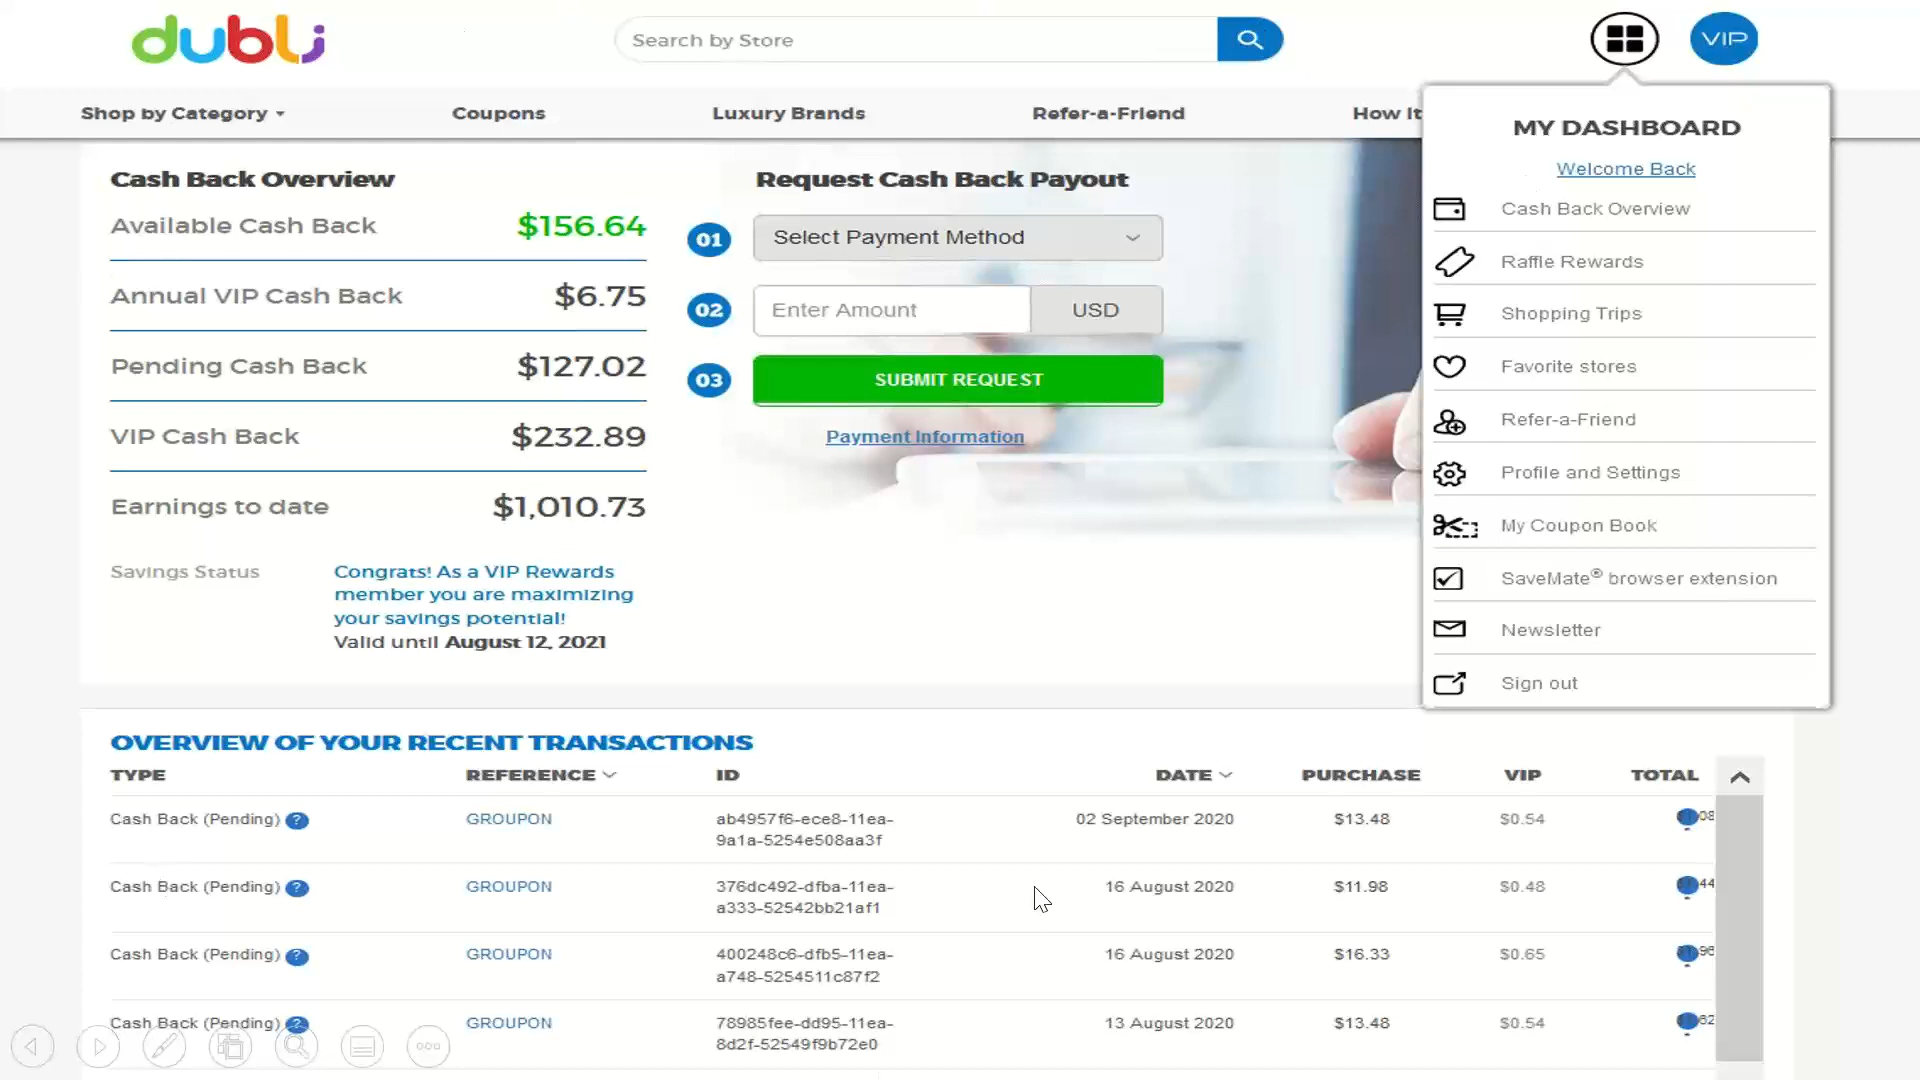 dubli
Search by Store
VIP
Shop by Category
Coupons
Luxury Brands
Refer-a-Friend
How It
MY DASHBOARD
Welcome Back
Cash Back Overview
Raffle Rewards
Shopping Trips
Favorite stores
Refer-a-Friend
Profile and Settings
My Coupon Book
SaveMate® browser extension
Newsletter
Sign out
Cash Back Overview
Available Cash Back $156.64
Annual VIP Cash Back $6.75
Pending Cash Back $127.02
VIP Cash Back $232.89
Earnings to date $1,010.73
Savings Status
Congrats! As a VIP Rewards
member you are maximizing
your savings potential!
Valid until August 12, 2021
Request Cash Back Payout
01 Select Payment Method
02 Enter Amount USD
03 SUBMIT REQUEST
Payment Information
OVERVIEW OF YOUR RECENT TRANSACTIONS
TYPE REFERENCE ID DATE PURCHASE VIP TOTAL
Cash Back (Pending) ? GROUPON ab4957f6-ece8-11ea- 02 September 2020 $13.48 $0.54
9a1a-5254e508aa3f
Cash Back (Pending) ? GROUPON 376dc492-dfba-11ea- 16 August 2020 $11.98 $0.48
a333-52542bb21af1
Cash Back (Pending) ? GROUPON 400248c6-dfb5-11ea- 16 August 2020 $16.33 $0.65
a748-5254511c87f2
Cash Back (Pending) ? GROUPON 78985fee-dd95-11ea- 13 August 2020 $13.48 $0.54
8d2f-52549f9b72e0